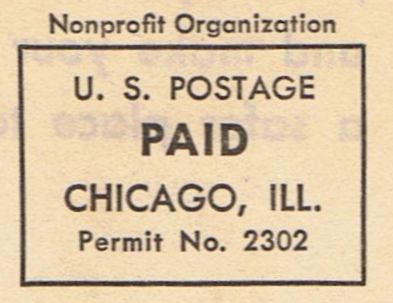 Nonprofit Organization
U. S. POSTAGE
PAID
CHICAGO, ILL.
Permit No. 2302